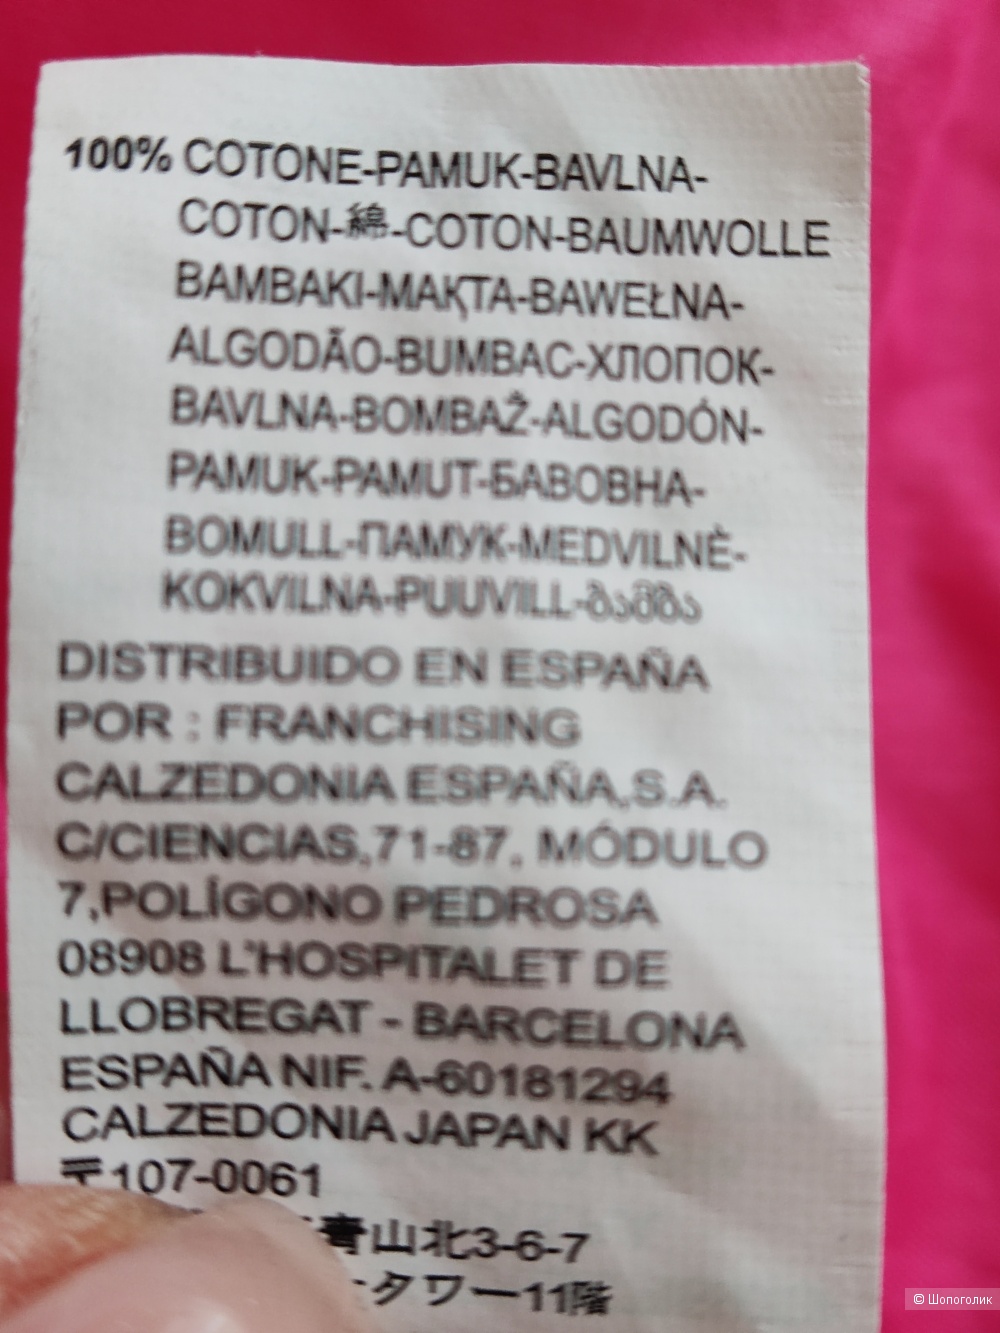 100% COTONE-PAMUK-BAVLNA-
COTON-綿-COTON-BAUMWOLLE
BAMBAKI-MAҚTA-BAWEŁNA-
ALGODÃO-BUMBAC-ХЛОПОК-
BAVLNA-BOMBAŽ-ALGODÓN-
PAMUK-PAMUT-БАВОВНА-
BOMULL-ПАМУК-MEDVILNĖ-
KOKVILNA-PUUVILL-ბამბა
DISTRIBUIDO EN ESPAÑA
POR : FRANCHISING
CALZEDONIA ESPAÑA,S.A.
C/CIENCIAS,71-87, MÓDULO
7,POLÍGONO PEDROSA
08908 L'HOSPITALET DE
LLOBREGAT - BARCELONA
ESPAÑA NIF. A-60181294
CALZEDONIA JAPAN KK
〒107-0061
青山北3-6-7
タワー11階
© Шопоголик